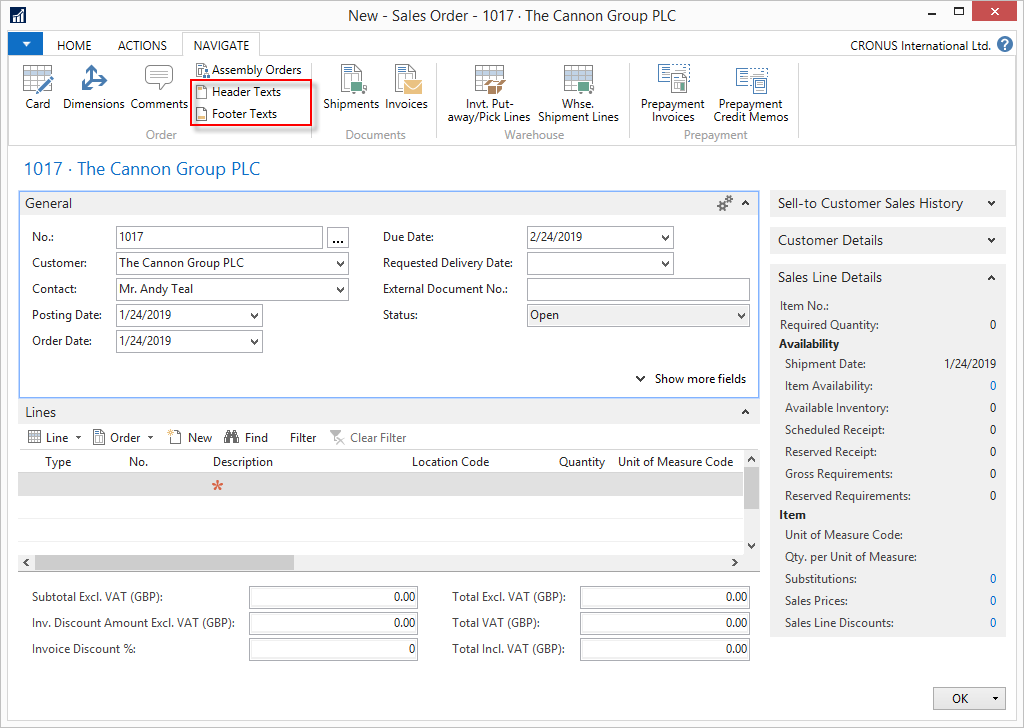 New - Sales Order - 1017 · The Cannon Group PLC
HOME ACTIONS NAVIGATE CRONUS International Ltd. ?
Card
Dimensions
Comments
Assembly Orders
Header Texts
Footer Texts
Order
Shipments
Invoices
Documents
Invt. Put-
away/Pick Lines
Whse.
Shipment Lines
Warehouse
Prepayment
Invoices
Prepayment
Credit Memos
Prepayment
1017 · The Cannon Group PLC
General
No.: 1017 ...
Customer: The Cannon Group PLC
Contact: Mr. Andy Teal
Posting Date: 1/24/2019
Order Date: 1/24/2019
Due Date: 2/24/2019
Requested Delivery Date:
External Document No.:
Status: Open
Show more fields
Lines
Line Order New Find Filter Clear Filter
Type No. Description Location Code Quantity Unit of Measure Code
*
Subtotal Excl. VAT (GBP): 0.00
Inv. Discount Amount Excl. VAT (GBP): 0.00
Invoice Discount %: 0
Total Excl. VAT (GBP): 0.00
Total VAT (GBP): 0.00
Total Incl. VAT (GBP): 0.00
Sell-to Customer Sales History
Customer Details
Sales Line Details
Item No.:
Required Quantity: 0
Availability
Shipment Date: 1/24/2019
Item Availability: 0
Available Inventory: 0
Scheduled Receipt: 0
Reserved Receipt: 0
Gross Requirements: 0
Reserved Requirements: 0
Item
Unit of Measure Code:
Qty. per Unit of Measure:
Substitutions: 0
Sales Prices: 0
Sales Line Discounts: 0
OK